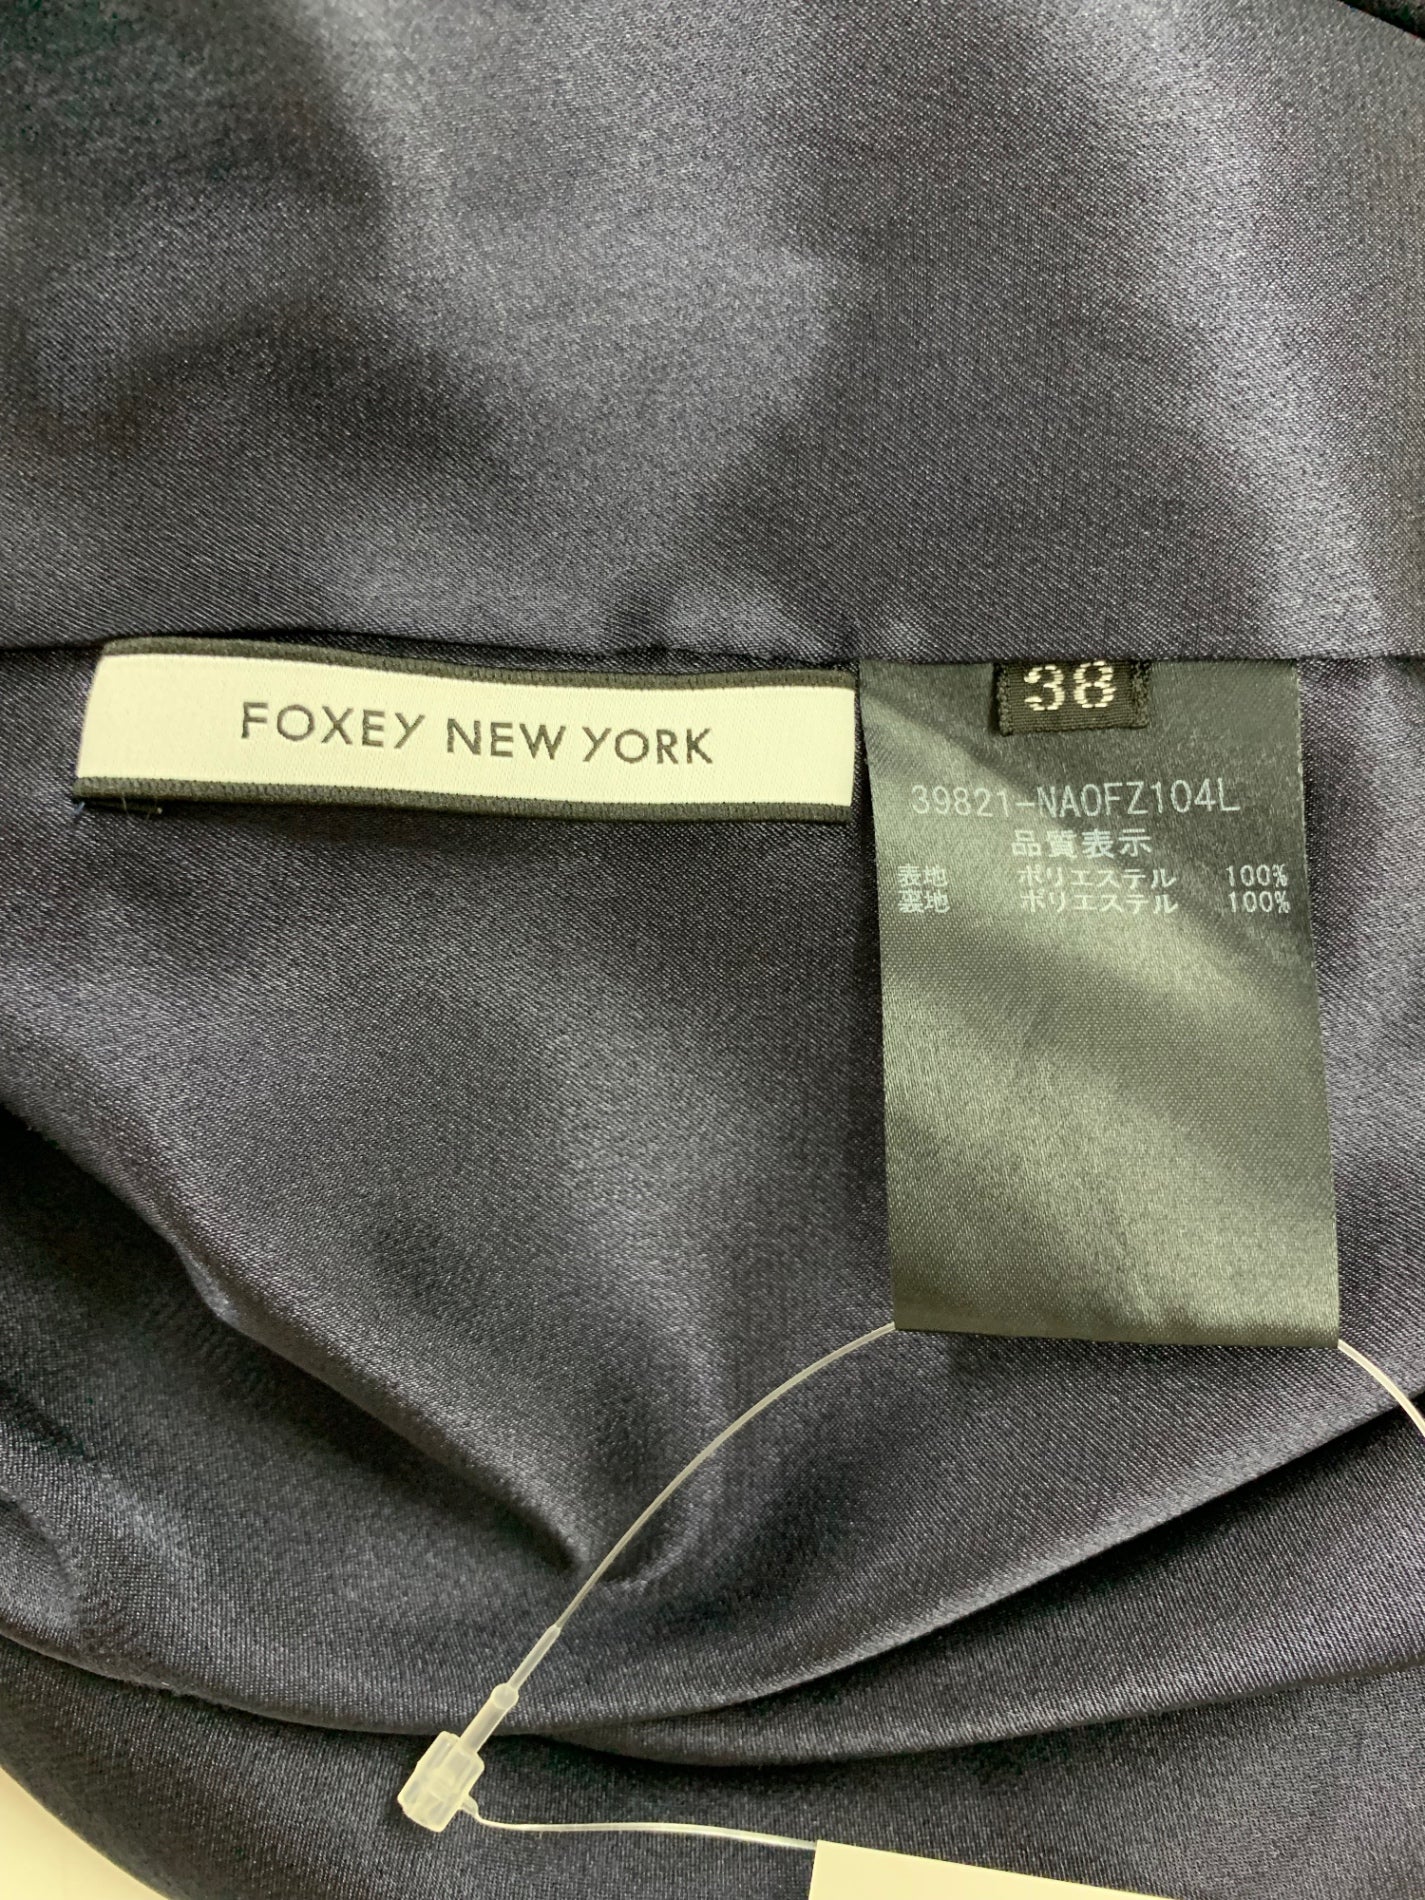 FOXEY NEW YORK
38
39821-NAOFZ104L
品質表示
表地 ポリエステル 100%
裏地 ポリエステル 100%